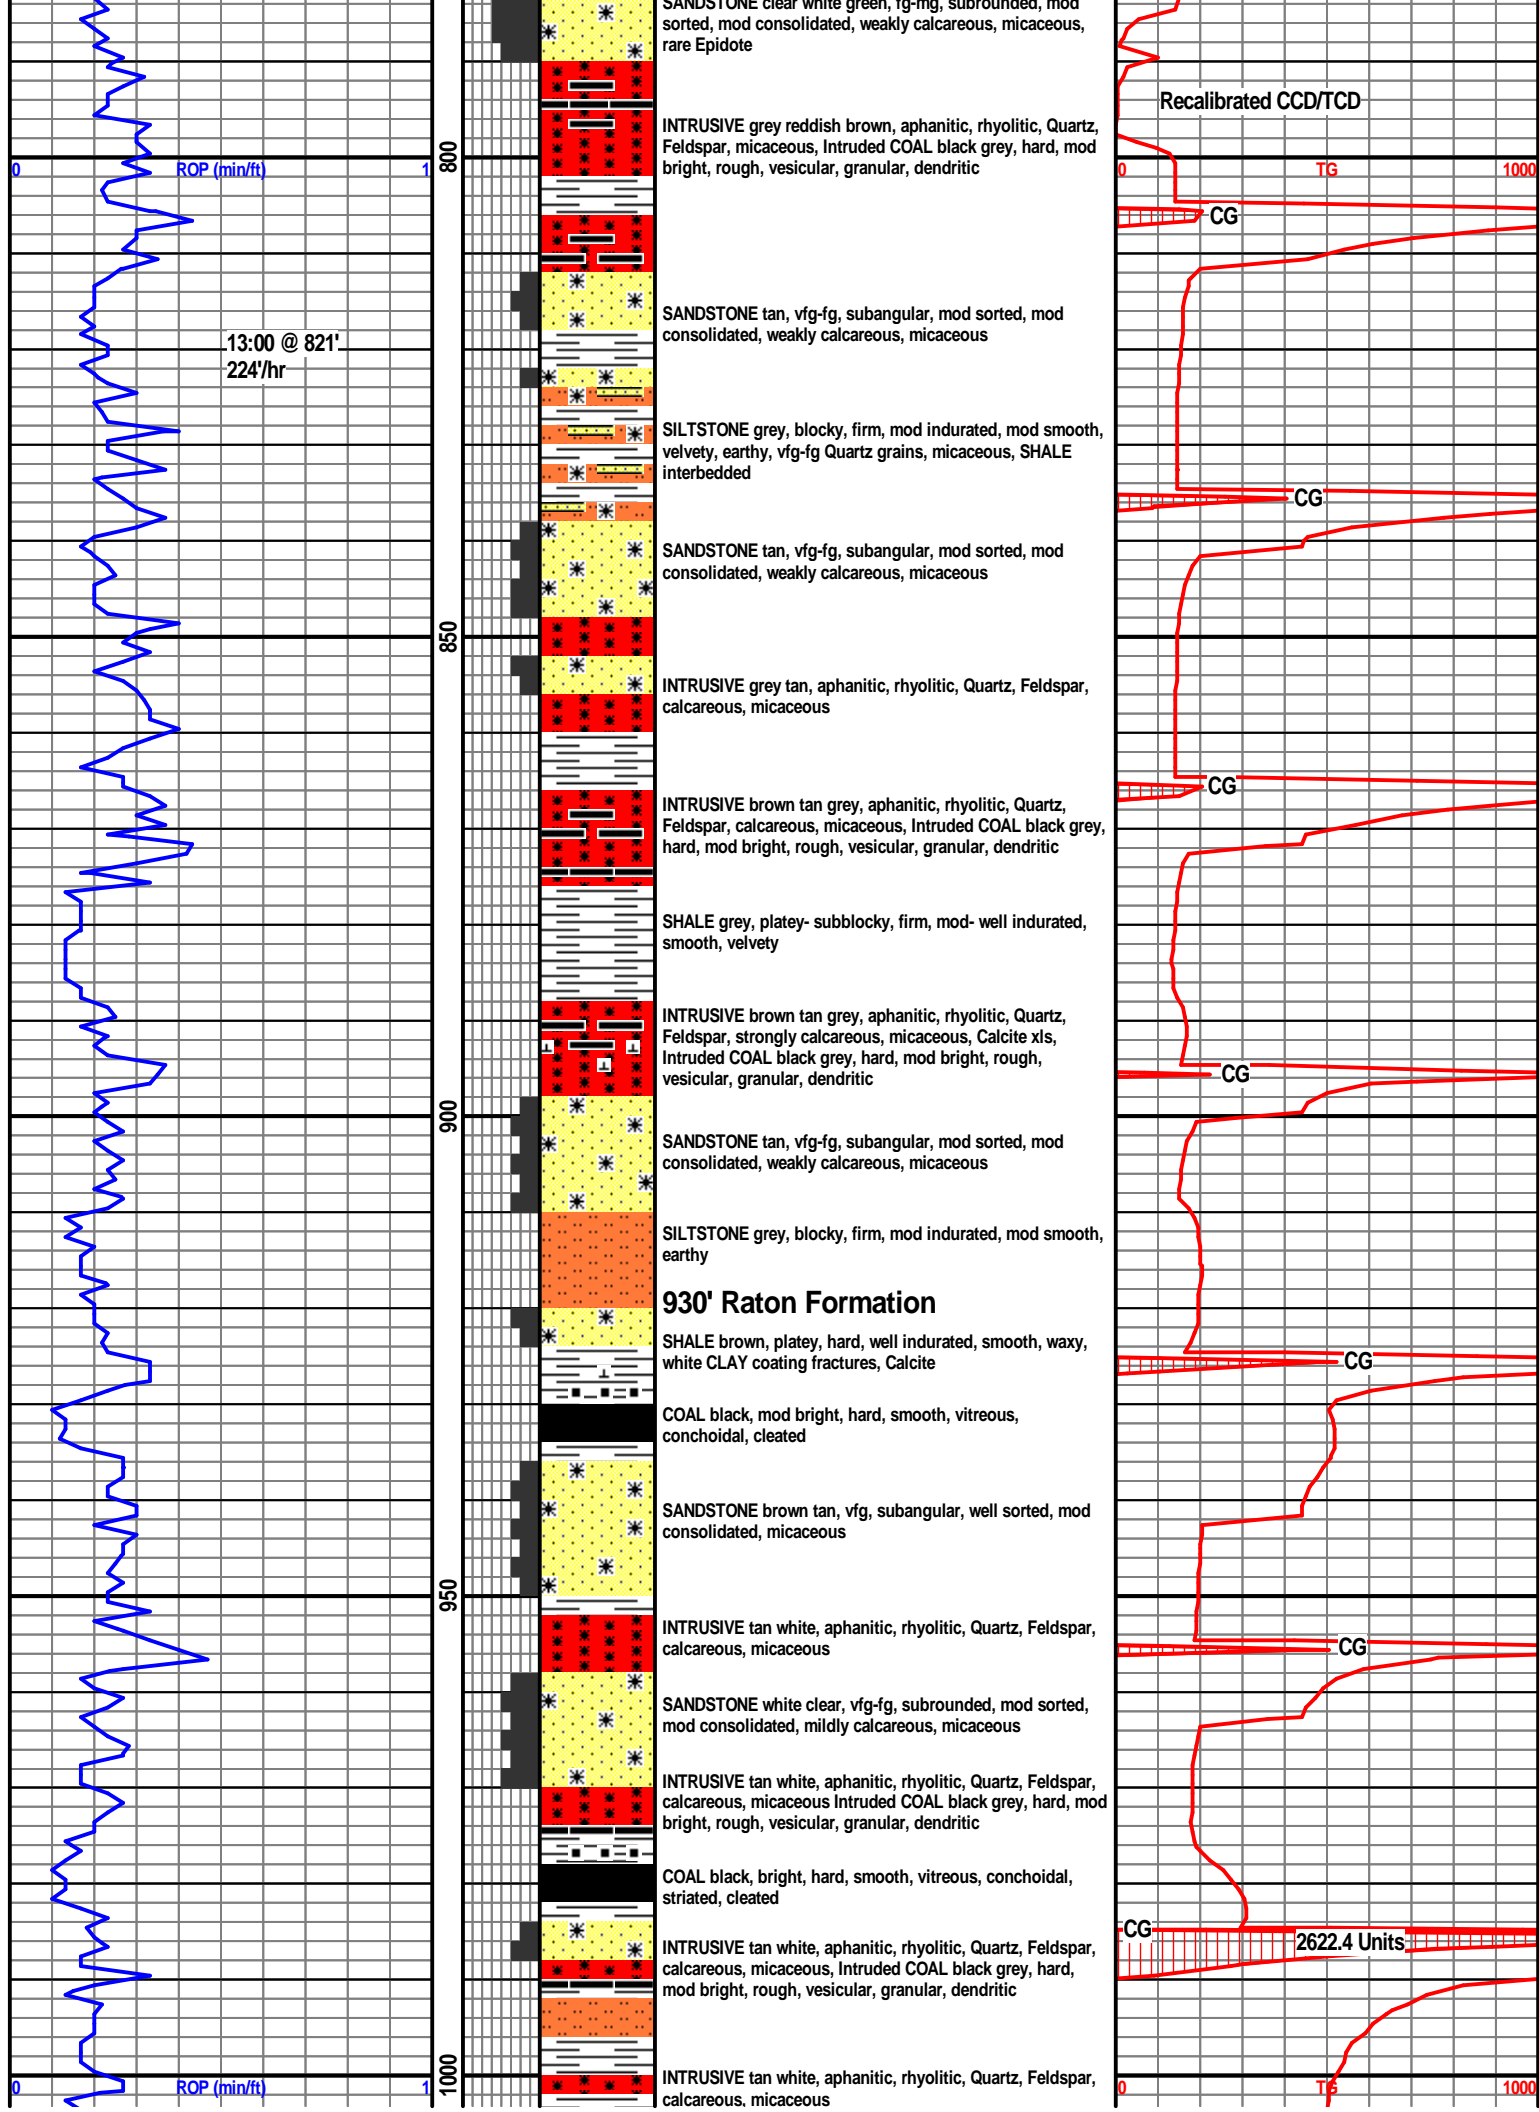 SANDSTONE clear white green, fg-mg, subrounded, mod
sorted, mod consolidated, weakly calcareous, micaceous,
rare Epidote
Recalibrated CCD/TCD
INTRUSIVE grey reddish brown, aphanitic, rhyolitic, Quartz,
Feldspar, micaceous, Intruded COAL black grey, hard, mod
bright, rough, vesicular, granular, dendritic
0 ROP (min/ft) 1
800
0 TG 1000
CG
SANDSTONE tan, vfg-fg, subangular, mod sorted, mod
consolidated, weakly calcareous, micaceous
13:00 @ 821'
224'/hr
SILTSTONE grey, blocky, firm, mod indurated, mod smooth,
velvety, earthy, vfg-fg Quartz grains, micaceous, SHALE
interbedded
CG
SANDSTONE tan, vfg-fg, subangular, mod sorted, mod
consolidated, weakly calcareous, micaceous
850
INTRUSIVE grey tan, aphanitic, rhyolitic, Quartz, Feldspar,
calcareous, micaceous
CG
INTRUSIVE brown tan grey, aphanitic, rhyolitic, Quartz,
Feldspar, calcareous, micaceous, Intruded COAL black grey,
hard, mod bright, rough, vesicular, granular, dendritic
SHALE grey, platey- subblocky, firm, mod- well indurated,
smooth, velvety
INTRUSIVE brown tan grey, aphanitic, rhyolitic, Quartz,
Feldspar, strongly calcareous, micaceous, Calcite xls,
Intruded COAL black grey, hard, mod bright, rough,
vesicular, granular, dendritic
CG
900
SANDSTONE tan, vfg-fg, subangular, mod sorted, mod
consolidated, weakly calcareous, micaceous
SILTSTONE grey, blocky, firm, mod indurated, mod smooth,
earthy
930' Raton Formation
SHALE brown, platey, hard, well indurated, smooth, waxy,
white CLAY coating fractures, Calcite
CG
COAL black, mod bright, hard, smooth, vitreous,
conchoidal, cleated
SANDSTONE brown tan, vfg, subangular, well sorted, mod
consolidated, micaceous
950
INTRUSIVE tan white, aphanitic, rhyolitic, Quartz, Feldspar,
calcareous, micaceous
CG
SANDSTONE white clear, vfg-fg, subrounded, mod sorted,
mod consolidated, mildly calcareous, micaceous
INTRUSIVE tan white, aphanitic, rhyolitic, Quartz, Feldspar,
calcareous, micaceous Intruded COAL black grey, hard, mod
bright, rough, vesicular, granular, dendritic
COAL black, bright, hard, smooth, vitreous, conchoidal,
striated, cleated
CG
2622.4 Units
INTRUSIVE tan white, aphanitic, rhyolitic, Quartz, Feldspar,
calcareous, micaceous, Intruded COAL black grey, hard,
mod bright, rough, vesicular, granular, dendritic
1000
0 ROP (min/ft) 1
INTRUSIVE tan white, aphanitic, rhyolitic, Quartz, Feldspar,
calcareous, micaceous
0 TG 1000